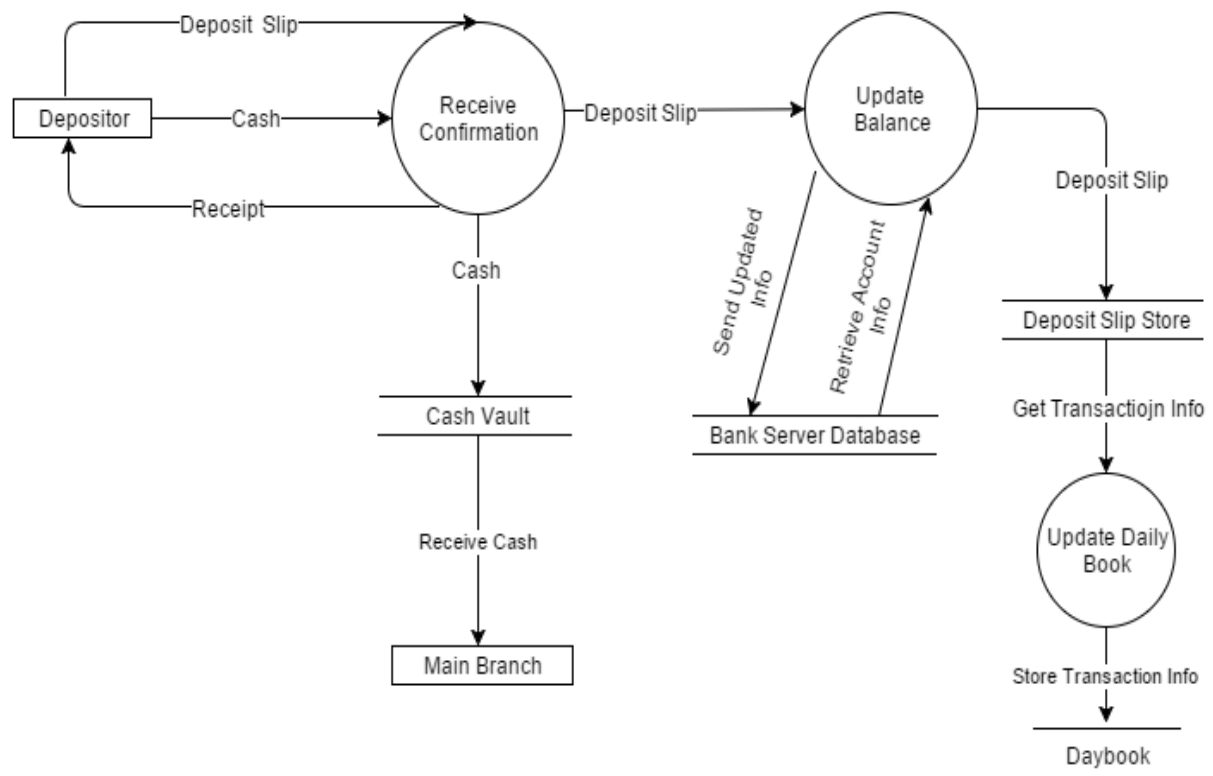 Deposit Slip
Depositor
Cash
Receipt
Receive
Confirmation
Deposit Slip
Update
Balance
Deposit Slip
Cash
Send Updated
Info
Retrieve Account
Info
Deposit Slip Store
Cash Vault
Bank Server Database
Get Transactiojn Info
Receive Cash
Update Daily
Book
Main Branch
Store Transaction Info
Daybook